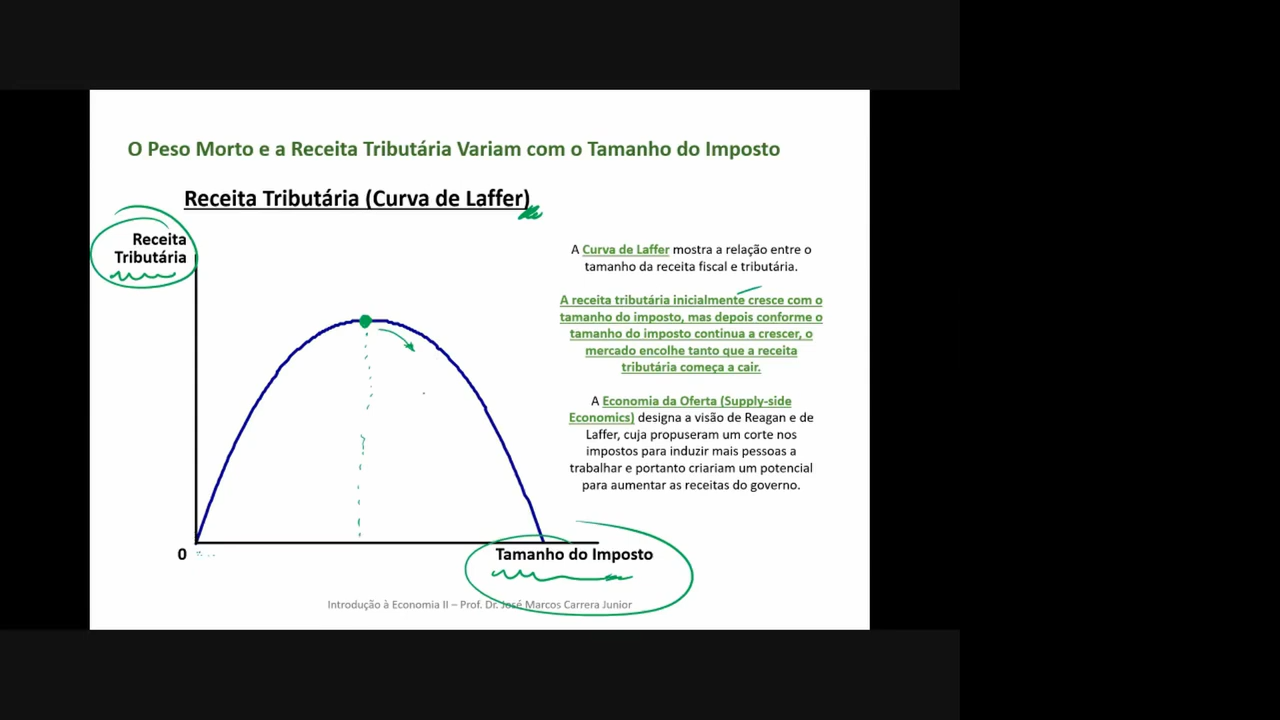 O Peso Morto e a Receita Tributária Variam com o Tamanho do Imposto
Receita Tributária (Curva de Laffer)
Receita
Tributária
A Curva de Laffer mostra a relação entre o
tamanho da receita fiscal e tributária.
A receita tributária inicialmente cresce com o
tamanho do imposto, mas depois conforme o
tamanho do imposto continua a crescer, o
mercado encolhe tanto que a receita
tributária começa a cair.
A Economia da Oferta (Supply-side
Economics) designa a visão de Reagan e de
Laffer, cuja propuseram um corte nos
impostos para induzir mais pessoas a
trabalhar e portanto criariam um potencial
para aumentar as receitas do governo.
0
Tamanho do Imposto
Introdução à Economia II – Prof. Dr. José Marcos Carrera Junior